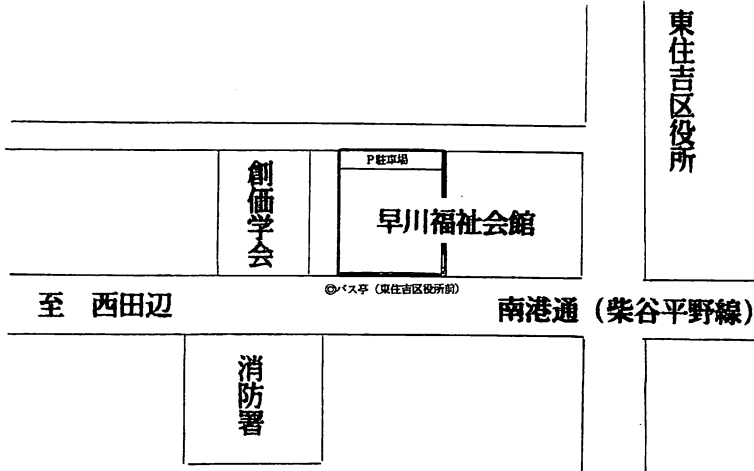 東住吉区役所
P駐車場
創価学会
早川福祉会館
◎バス亭（東住吉区役所前）
至 西田辺
南港通（柴谷平野線）
消防署